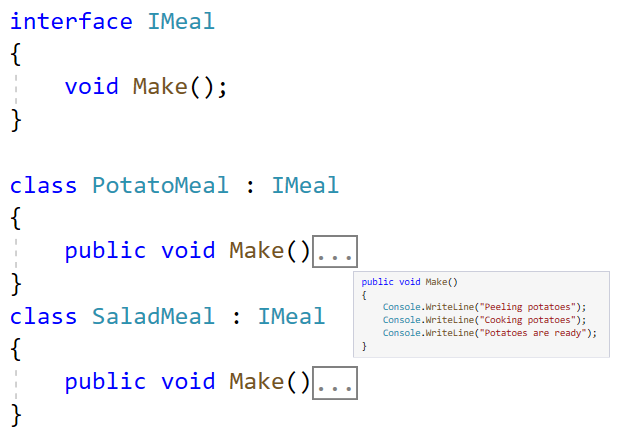 interface IMeal
{
    void Make();
}

class PotatoMeal : IMeal
{
    public void Make()...
}
class SaladMeal : IMeal
{
    public void Make()...
}
public void Make()
{
    Console.WriteLine("Peeling potatoes");
    Console.WriteLine("Cooking potatoes");
    Console.WriteLine("Potatoes are ready");
}